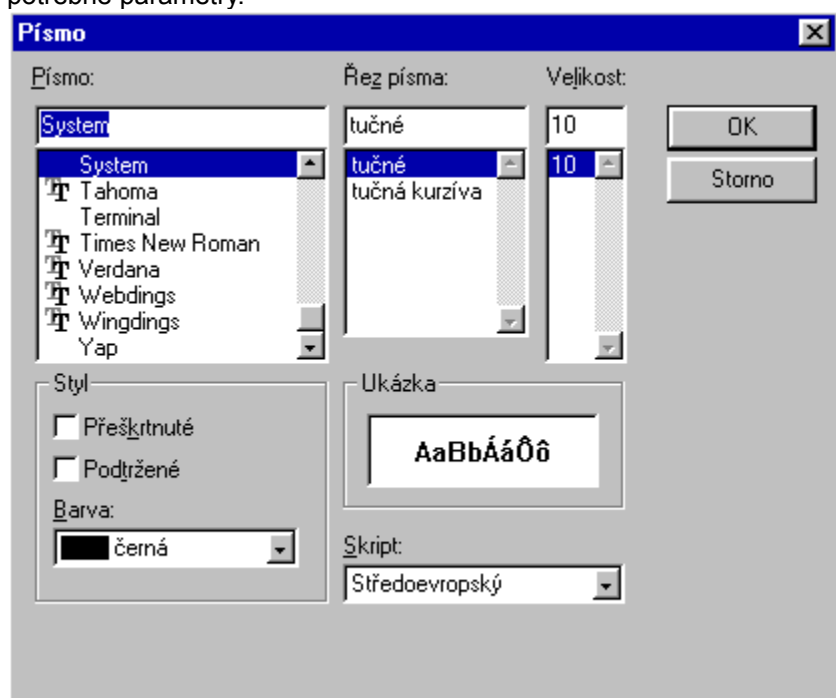 potřebné parametry.
Písmo
Písmo:
Řez písma:
Velikost:
System
tučné
10
OK
System
Tahoma
Terminal
Times New Roman
Verdana
Webdings
Wingdings
Yap
tučné
tučná kurzíva
10
Storno
Styl
Přeškrtnuté
Podtržené
Barva:
černá
Ukázka
AaBbÁáÔô
Skript:
Středoevropský